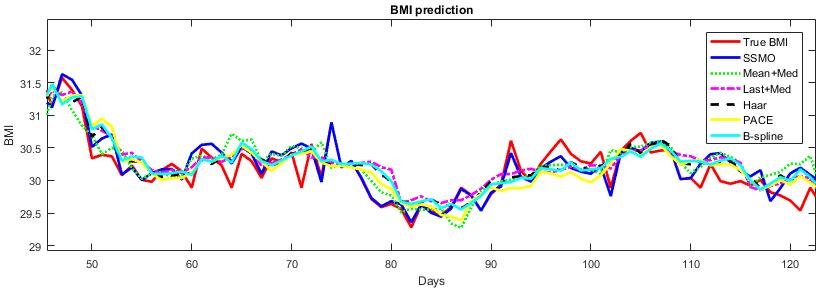 BMI prediction
32
31.5
31
30.5
30
29.5
29
BMI
50
60
70
80
90
100
110
120
Days
True BMI
SSMO
Mean+Med
Last+Med
Haar
PACE
B-spline